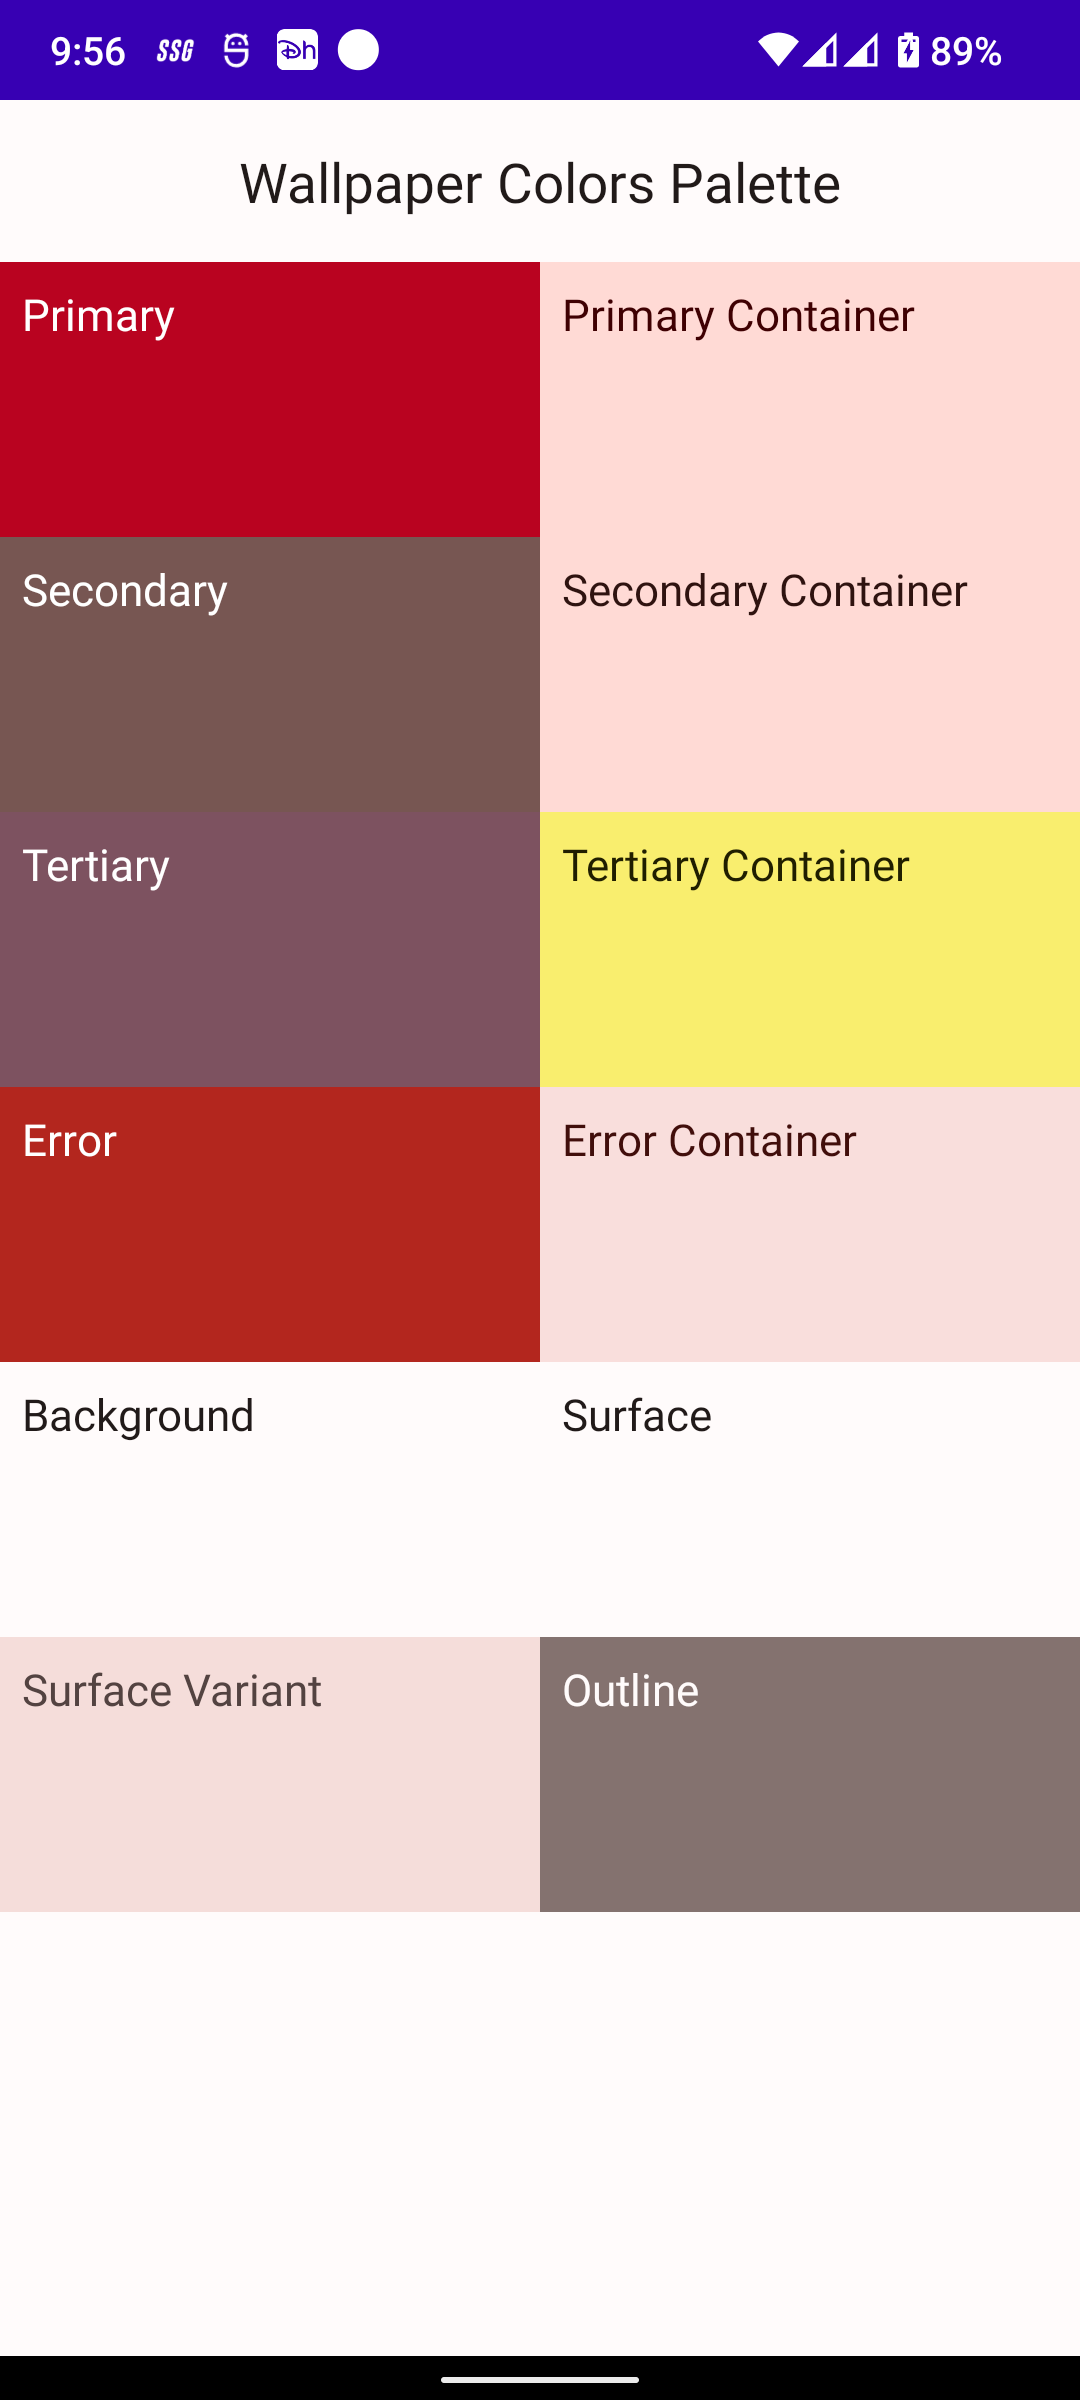 9:56 SSG Dh 89%
Wallpaper Colors Palette
Primary
Primary Container
Secondary
Secondary Container
Tertiary
Tertiary Container
Error
Error Container
Background
Surface
Surface Variant
Outline